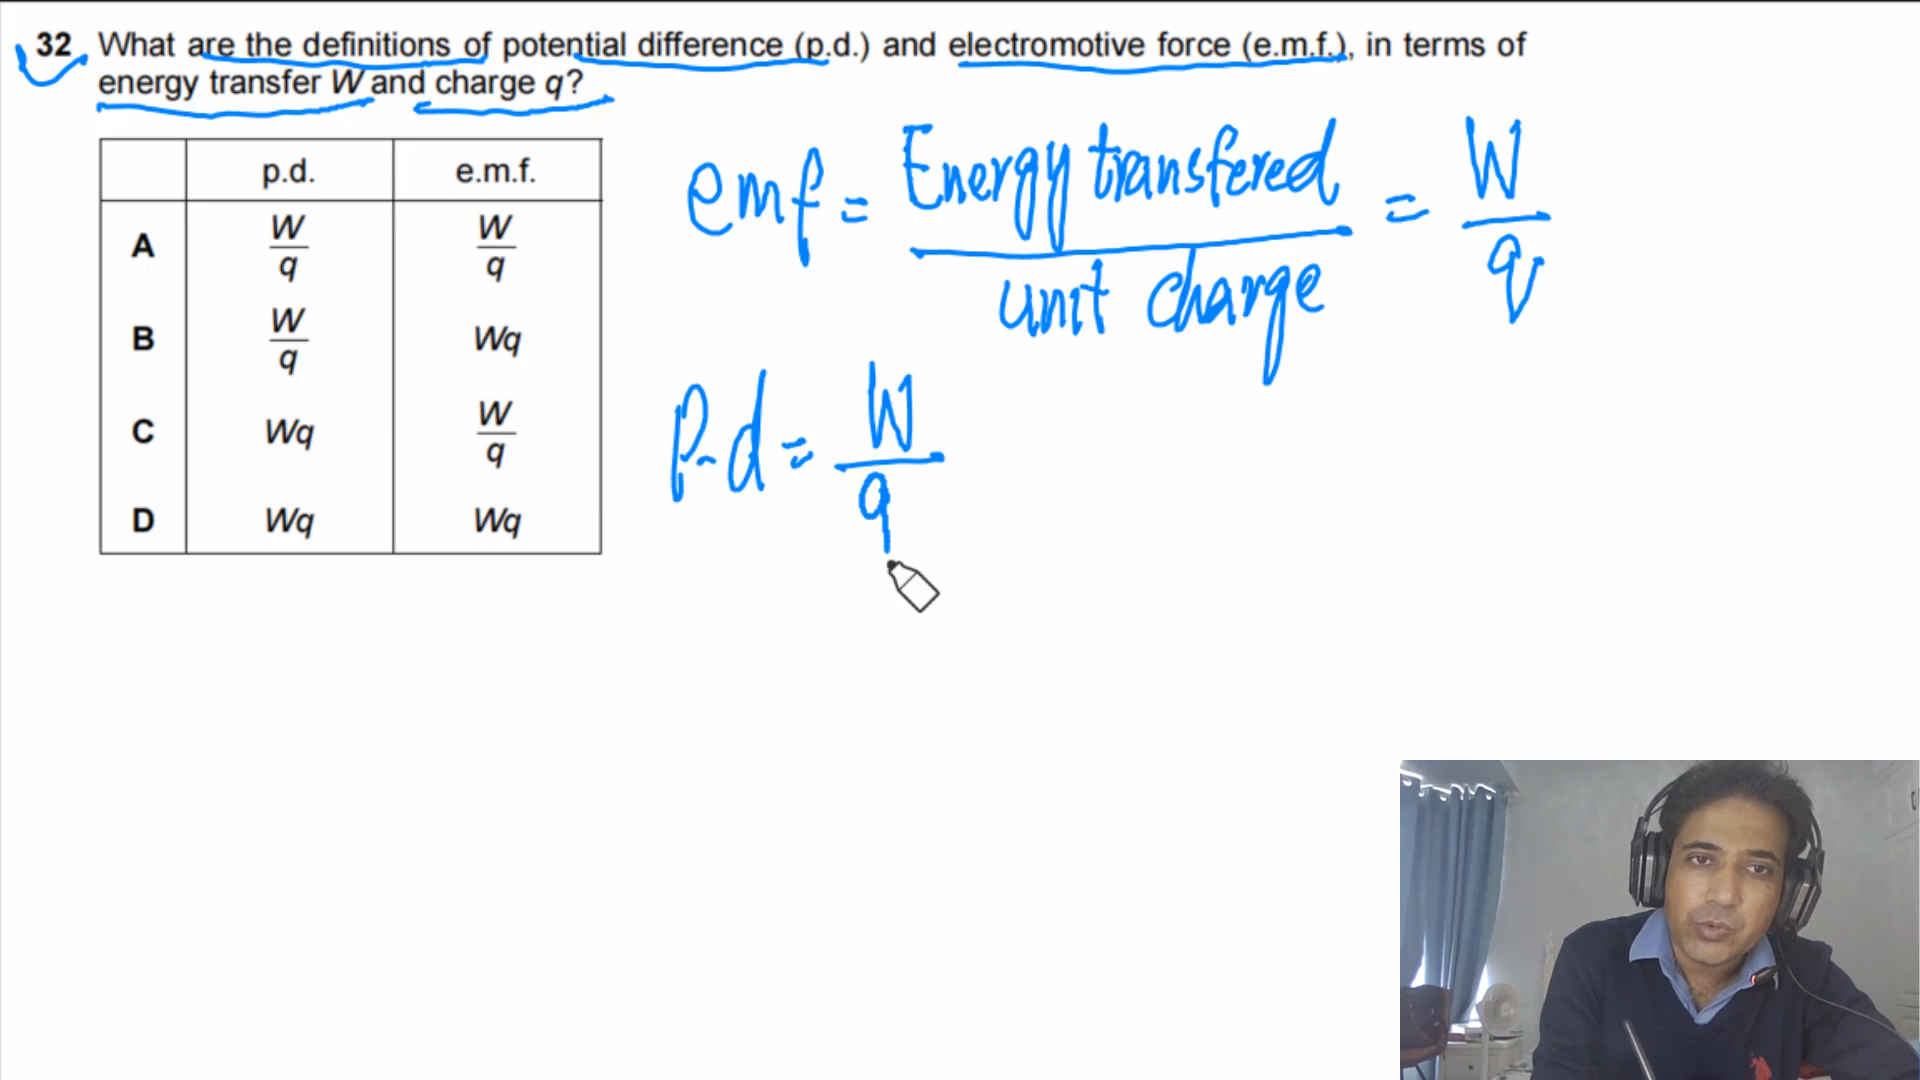 32 What are the definitions of potential difference (p.d.) and electromotive force (e.m.f.), in terms of
energy transfer W and charge q?
p.d. e.m.f.
A W/q W/q
B W/q Wq
C Wq W/q
D Wq Wq
emf = Energy transfered / unit charge = W/q
P.d = W/q